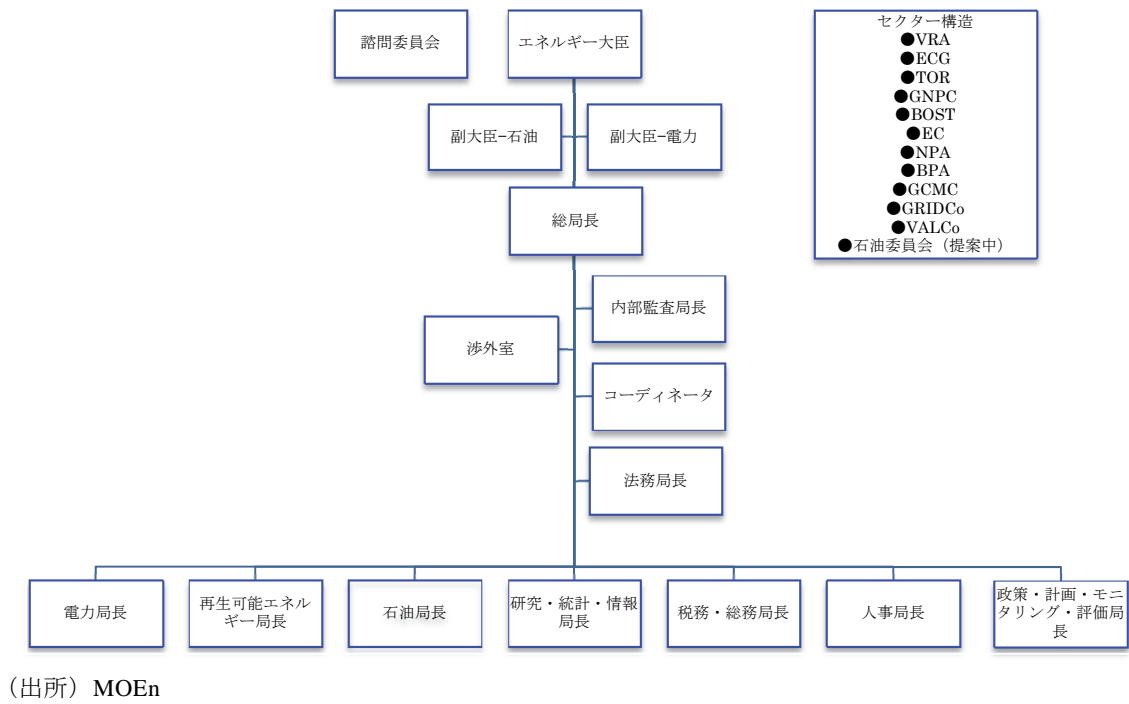 諮問委員会
エネルギー大臣
セクター構造
●VRA
●ECG
●TOR
●GNPC
●BOST
●EC
●NPA
●BPA
●GCMC
●GRIDCo
●VALCo
●石油委員会（提案中）
副大臣−石油
副大臣−電力
総局長
内部監査局長
渉外室
コーディネータ
法務局長
電力局長
再生可能エネル
ギー局長
石油局長
研究・統計・情報
局長
税務・総務局長
人事局長
政策・計画・モニ
タリング・評価局
長
（出所）MOEn